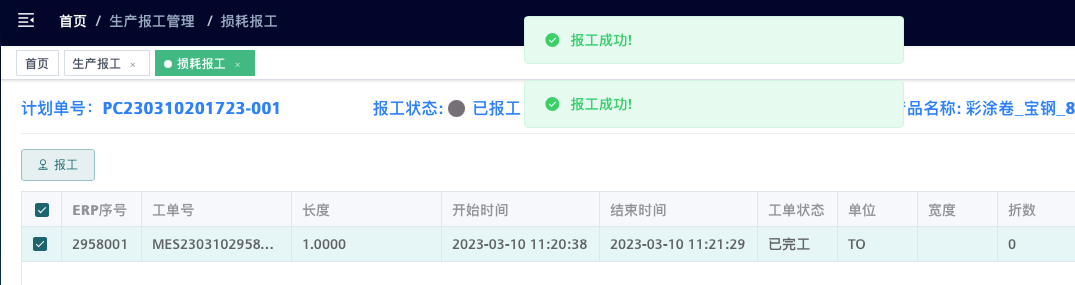 首页 / 生产报工管理 / 损耗报工
报工成功!
首页 生产报工 × 损耗报工 ×
报工成功!
计划单号: PC230310201723-001 报工状态: 已报工 品名称: 彩涂卷_宝钢_8
报工
ERP序号 工单号 长度 开始时间 结束时间 工单状态 单位 宽度 折数
2958001 MES2303102958... 1.0000 2023-03-10 11:20:38 2023-03-10 11:21:29 已完工 TO 0